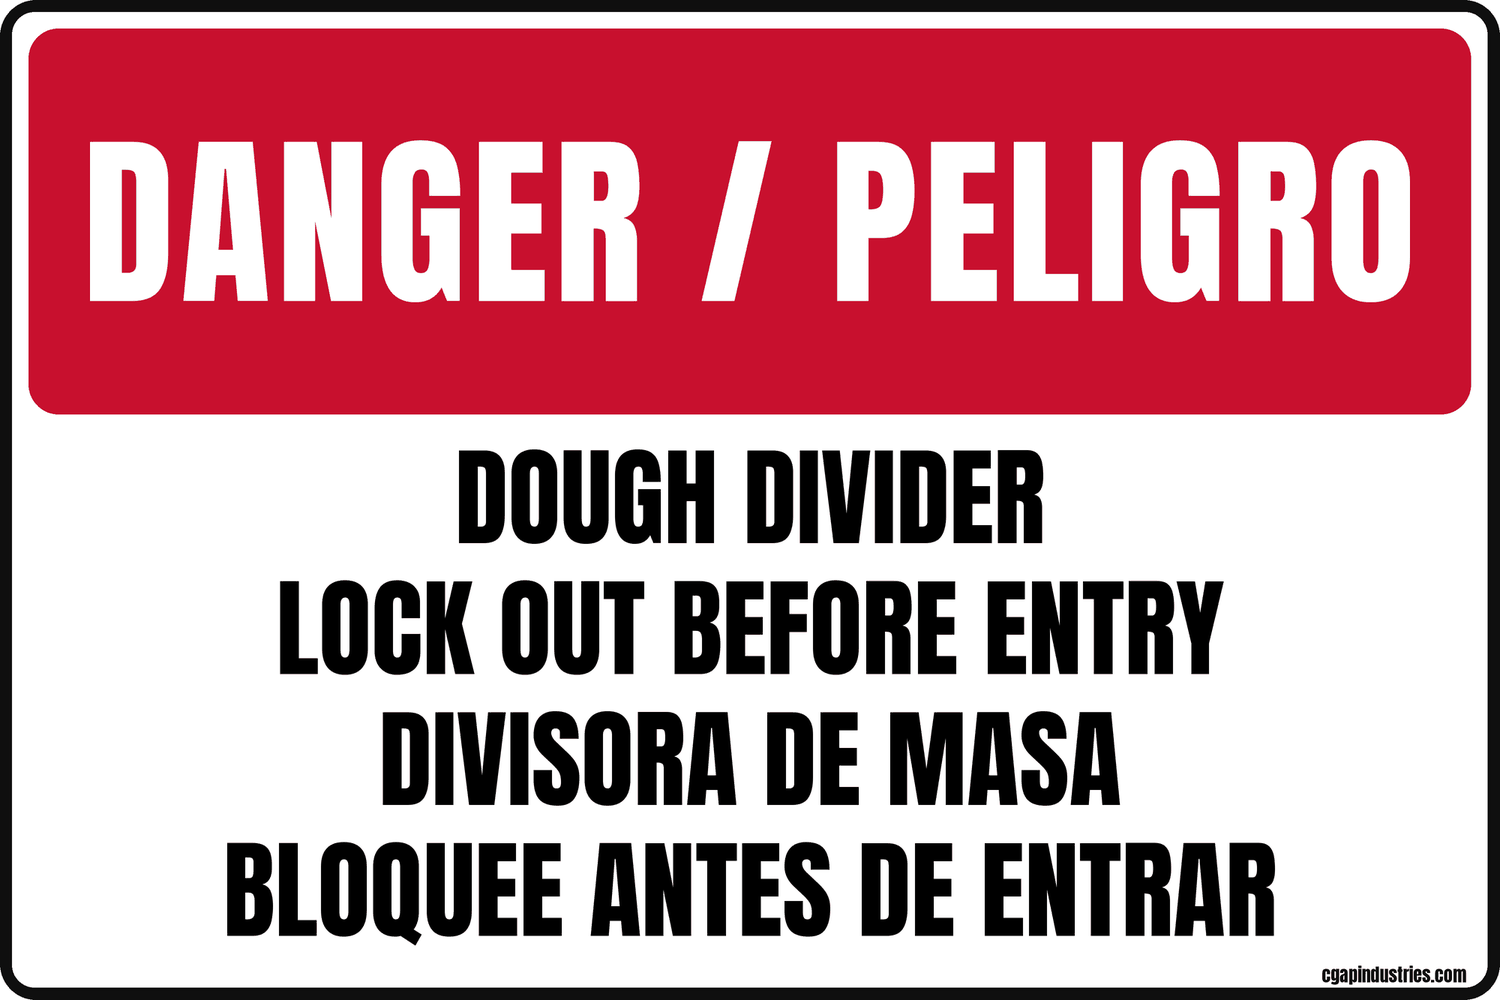 DANGER / PELIGRO
DOUGH DIVIDER
LOCK OUT BEFORE ENTRY
DIVISORA DE MASA
BLOQUEE ANTES DE ENTRAR
cgapindustries.com